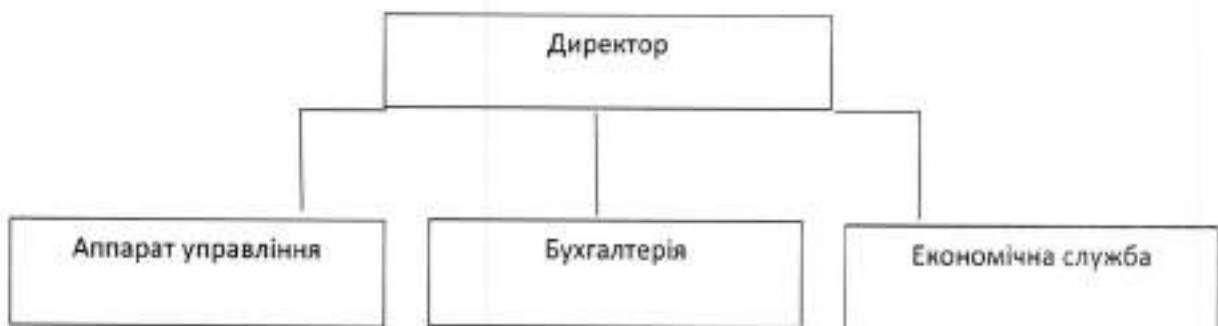 Директор
Аппарат управління
Бухгалтерія
Економічна служба